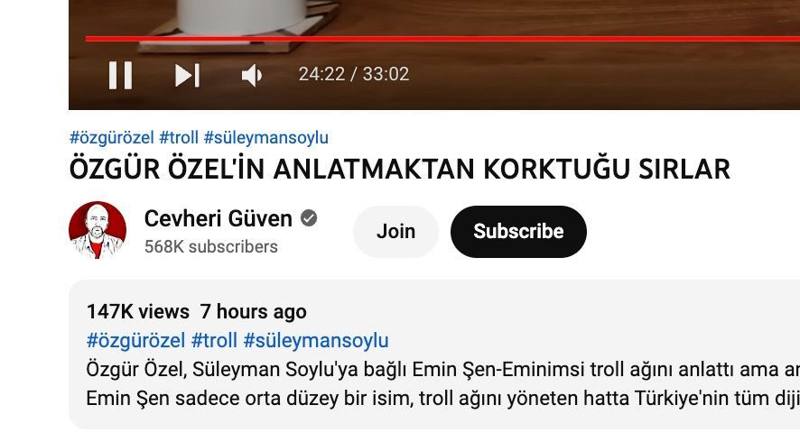 24:22 / 33:02
#özgürözel #troll #süleymansoylu
ÖZGÜR ÖZEL'İN ANLATMAKTAN KORKTUĞU SIRLAR
Cevheri Güven
568K subscribers
Join
Subscribe
147K views 7 hours ago
#özgürözel #troll #süleymansoylu
Özgür Özel, Süleyman Soylu'ya bağlı Emin Şen-Eminimsi troll ağını anlattı ama
Emin Şen sadece orta düzey bir isim, troll ağını yöneten hatta Türkiye'nin tüm